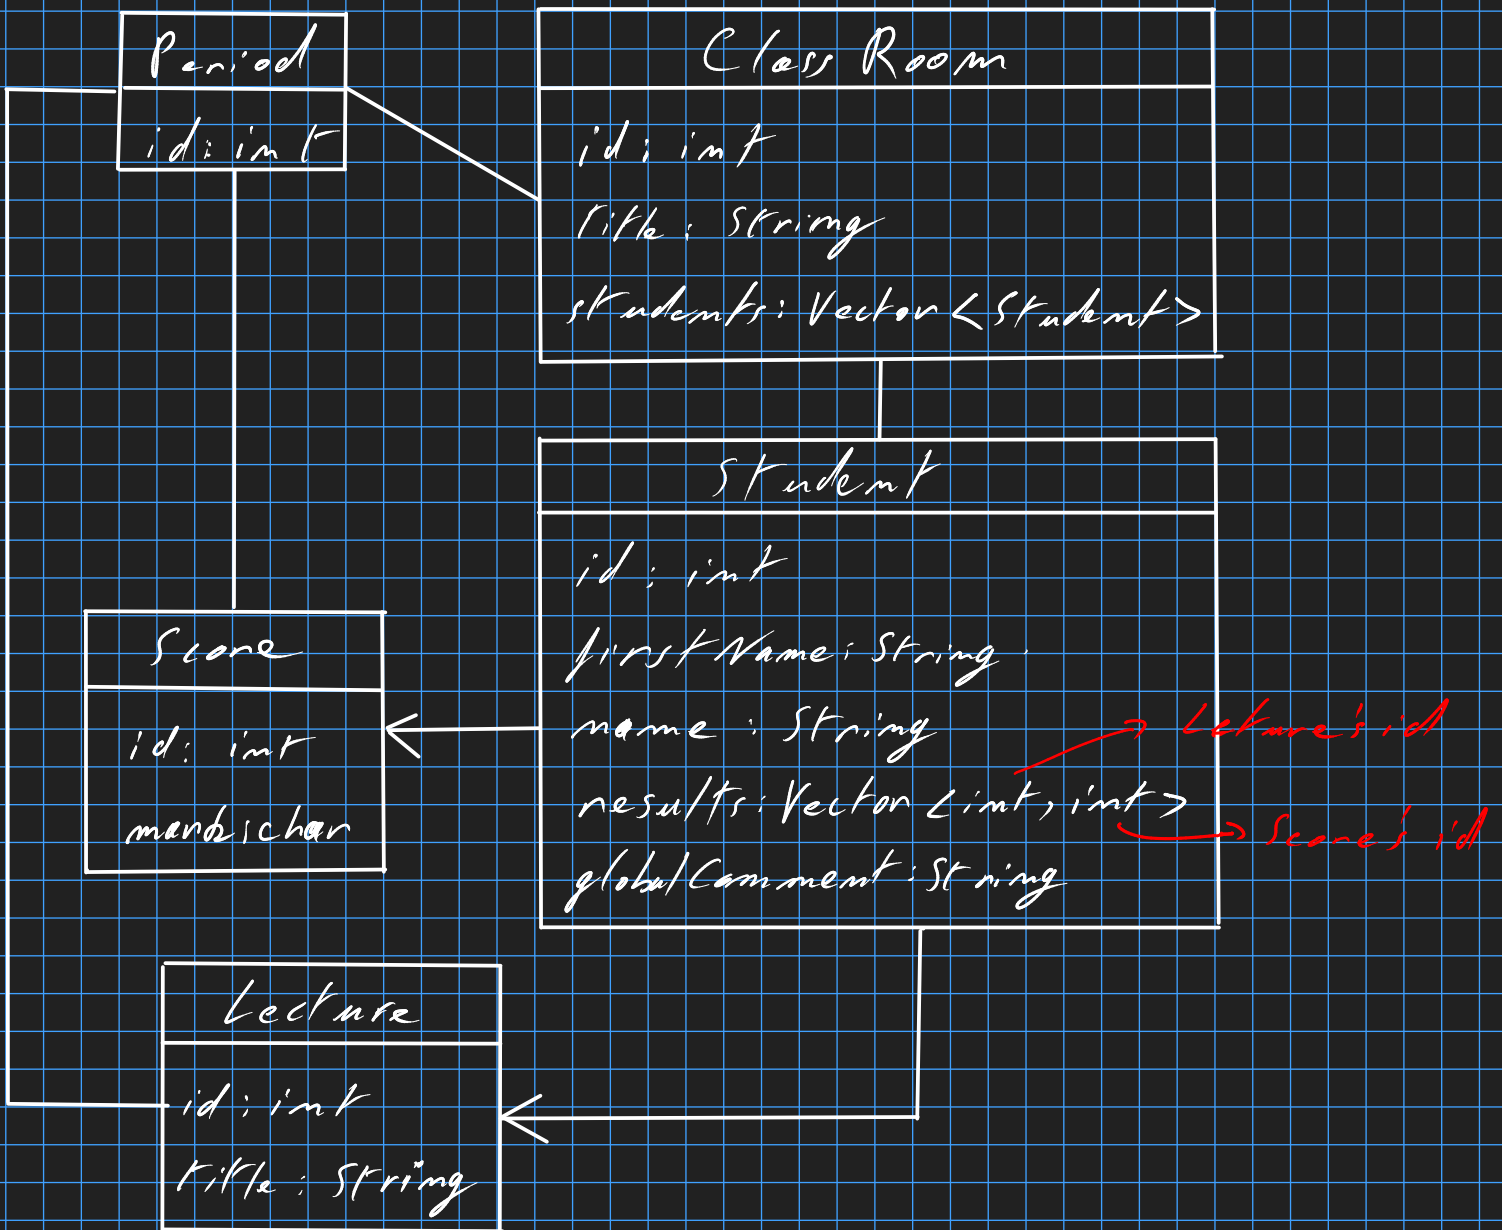 Period
id: int
Class Room
id: int
title: String
students: Vector<Student>
Student
id: int
firstName: String
name: String
results: Vector<int, int>
globalComment: String
Lecture's id
Score's id
Score
id: int
mark: char
Lecture
id: int
title: String